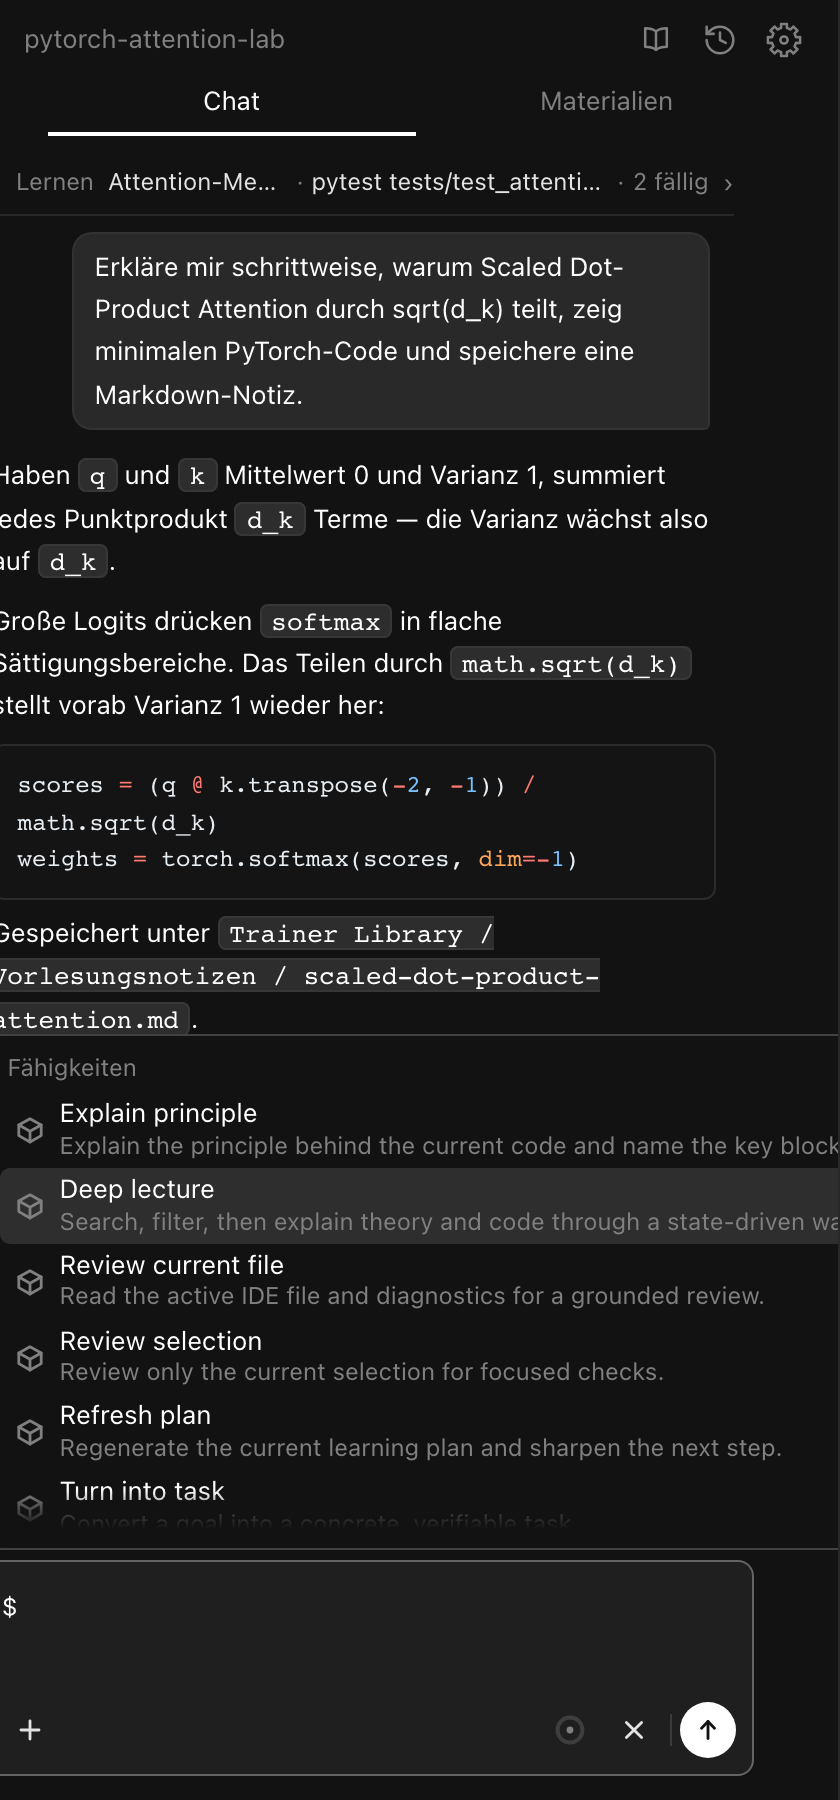 pytorch-attention-lab
Chat
Materialien
Lernen Attention-Me... · pytest tests/test_attenti... · 2 fällig ›
Erkläre mir schrittweise, warum Scaled Dot-
Product Attention durch sqrt(d_k) teilt, zeig
minimalen PyTorch-Code und speichere eine
Markdown-Notiz.
Haben q und k Mittelwert 0 und Varianz 1, summiert
jedes Punktprodukt d_k Terme — die Varianz wächst also
auf d_k.
Große Logits drücken softmax in flache
Sättigungsbereiche. Das Teilen durch math.sqrt(d_k)
stellt vorab Varianz 1 wieder her:
scores = (q @ k.transpose(-2, -1)) /
math.sqrt(d_k)
weights = torch.softmax(scores, dim=-1)
Gespeichert unter Trainer Library /
Vorlesungsnotizen / scaled-dot-product-
attention.md.
Fähigkeiten
Explain principle
Explain the principle behind the current code and name the key block
Deep lecture
Search, filter, then explain theory and code through a state-driven wa
Review current file
Read the active IDE file and diagnostics for a grounded review.
Review selection
Review only the current selection for focused checks.
Refresh plan
Regenerate the current learning plan and sharpen the next step.
Turn into task
Convert a goal into a concrete, verifiable task
$